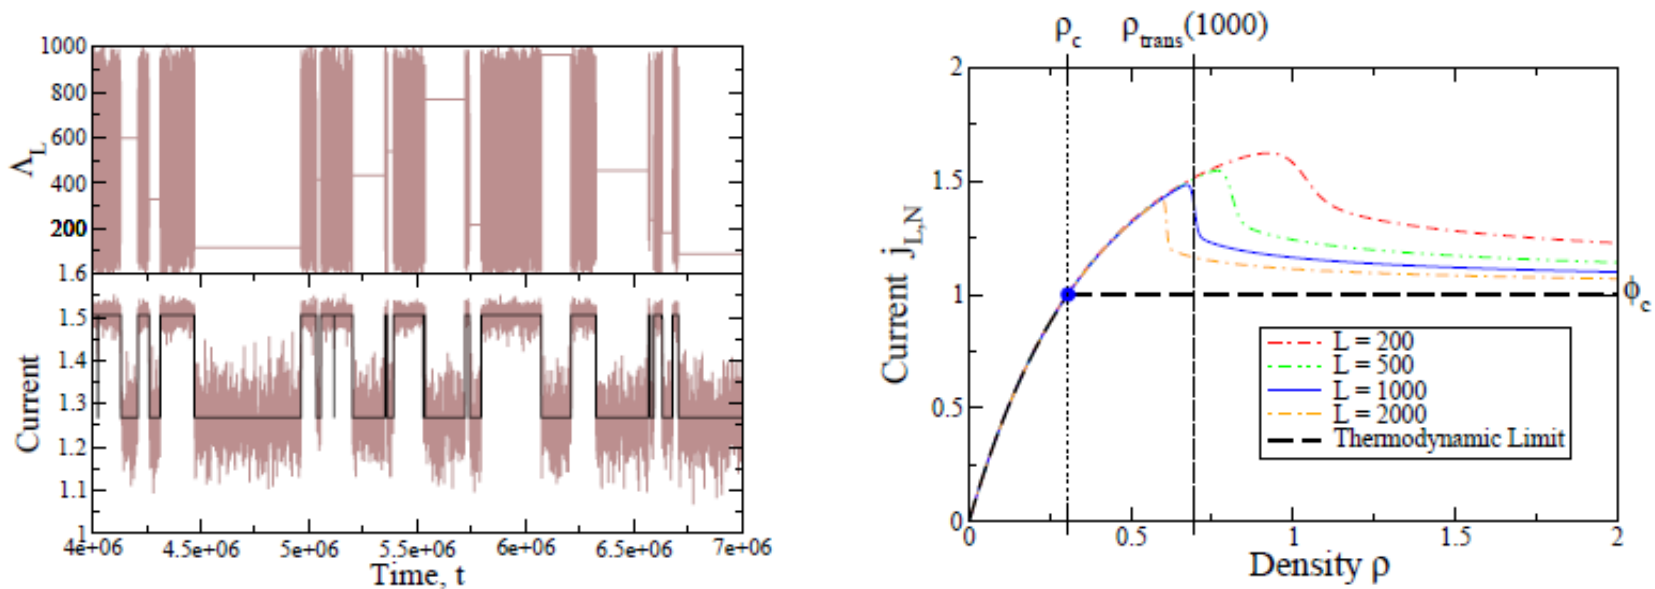 1000
800
600
400
200
Λ_L
1.6
1.5
1.4
1.3
1.2
1.1
1
Current
4e+06 4.5e+06 5e+06 5.5e+06 6e+06 6.5e+06 7e+06
Time, t
ρ_c ρ_trans(1000)
2
1.5
1
0.5
0
Current j_L,N
ϕ_c
L = 200
L = 500
L = 1000
L = 2000
Thermodynamic Limit
0 0.5 1 1.5 2
Density ρ